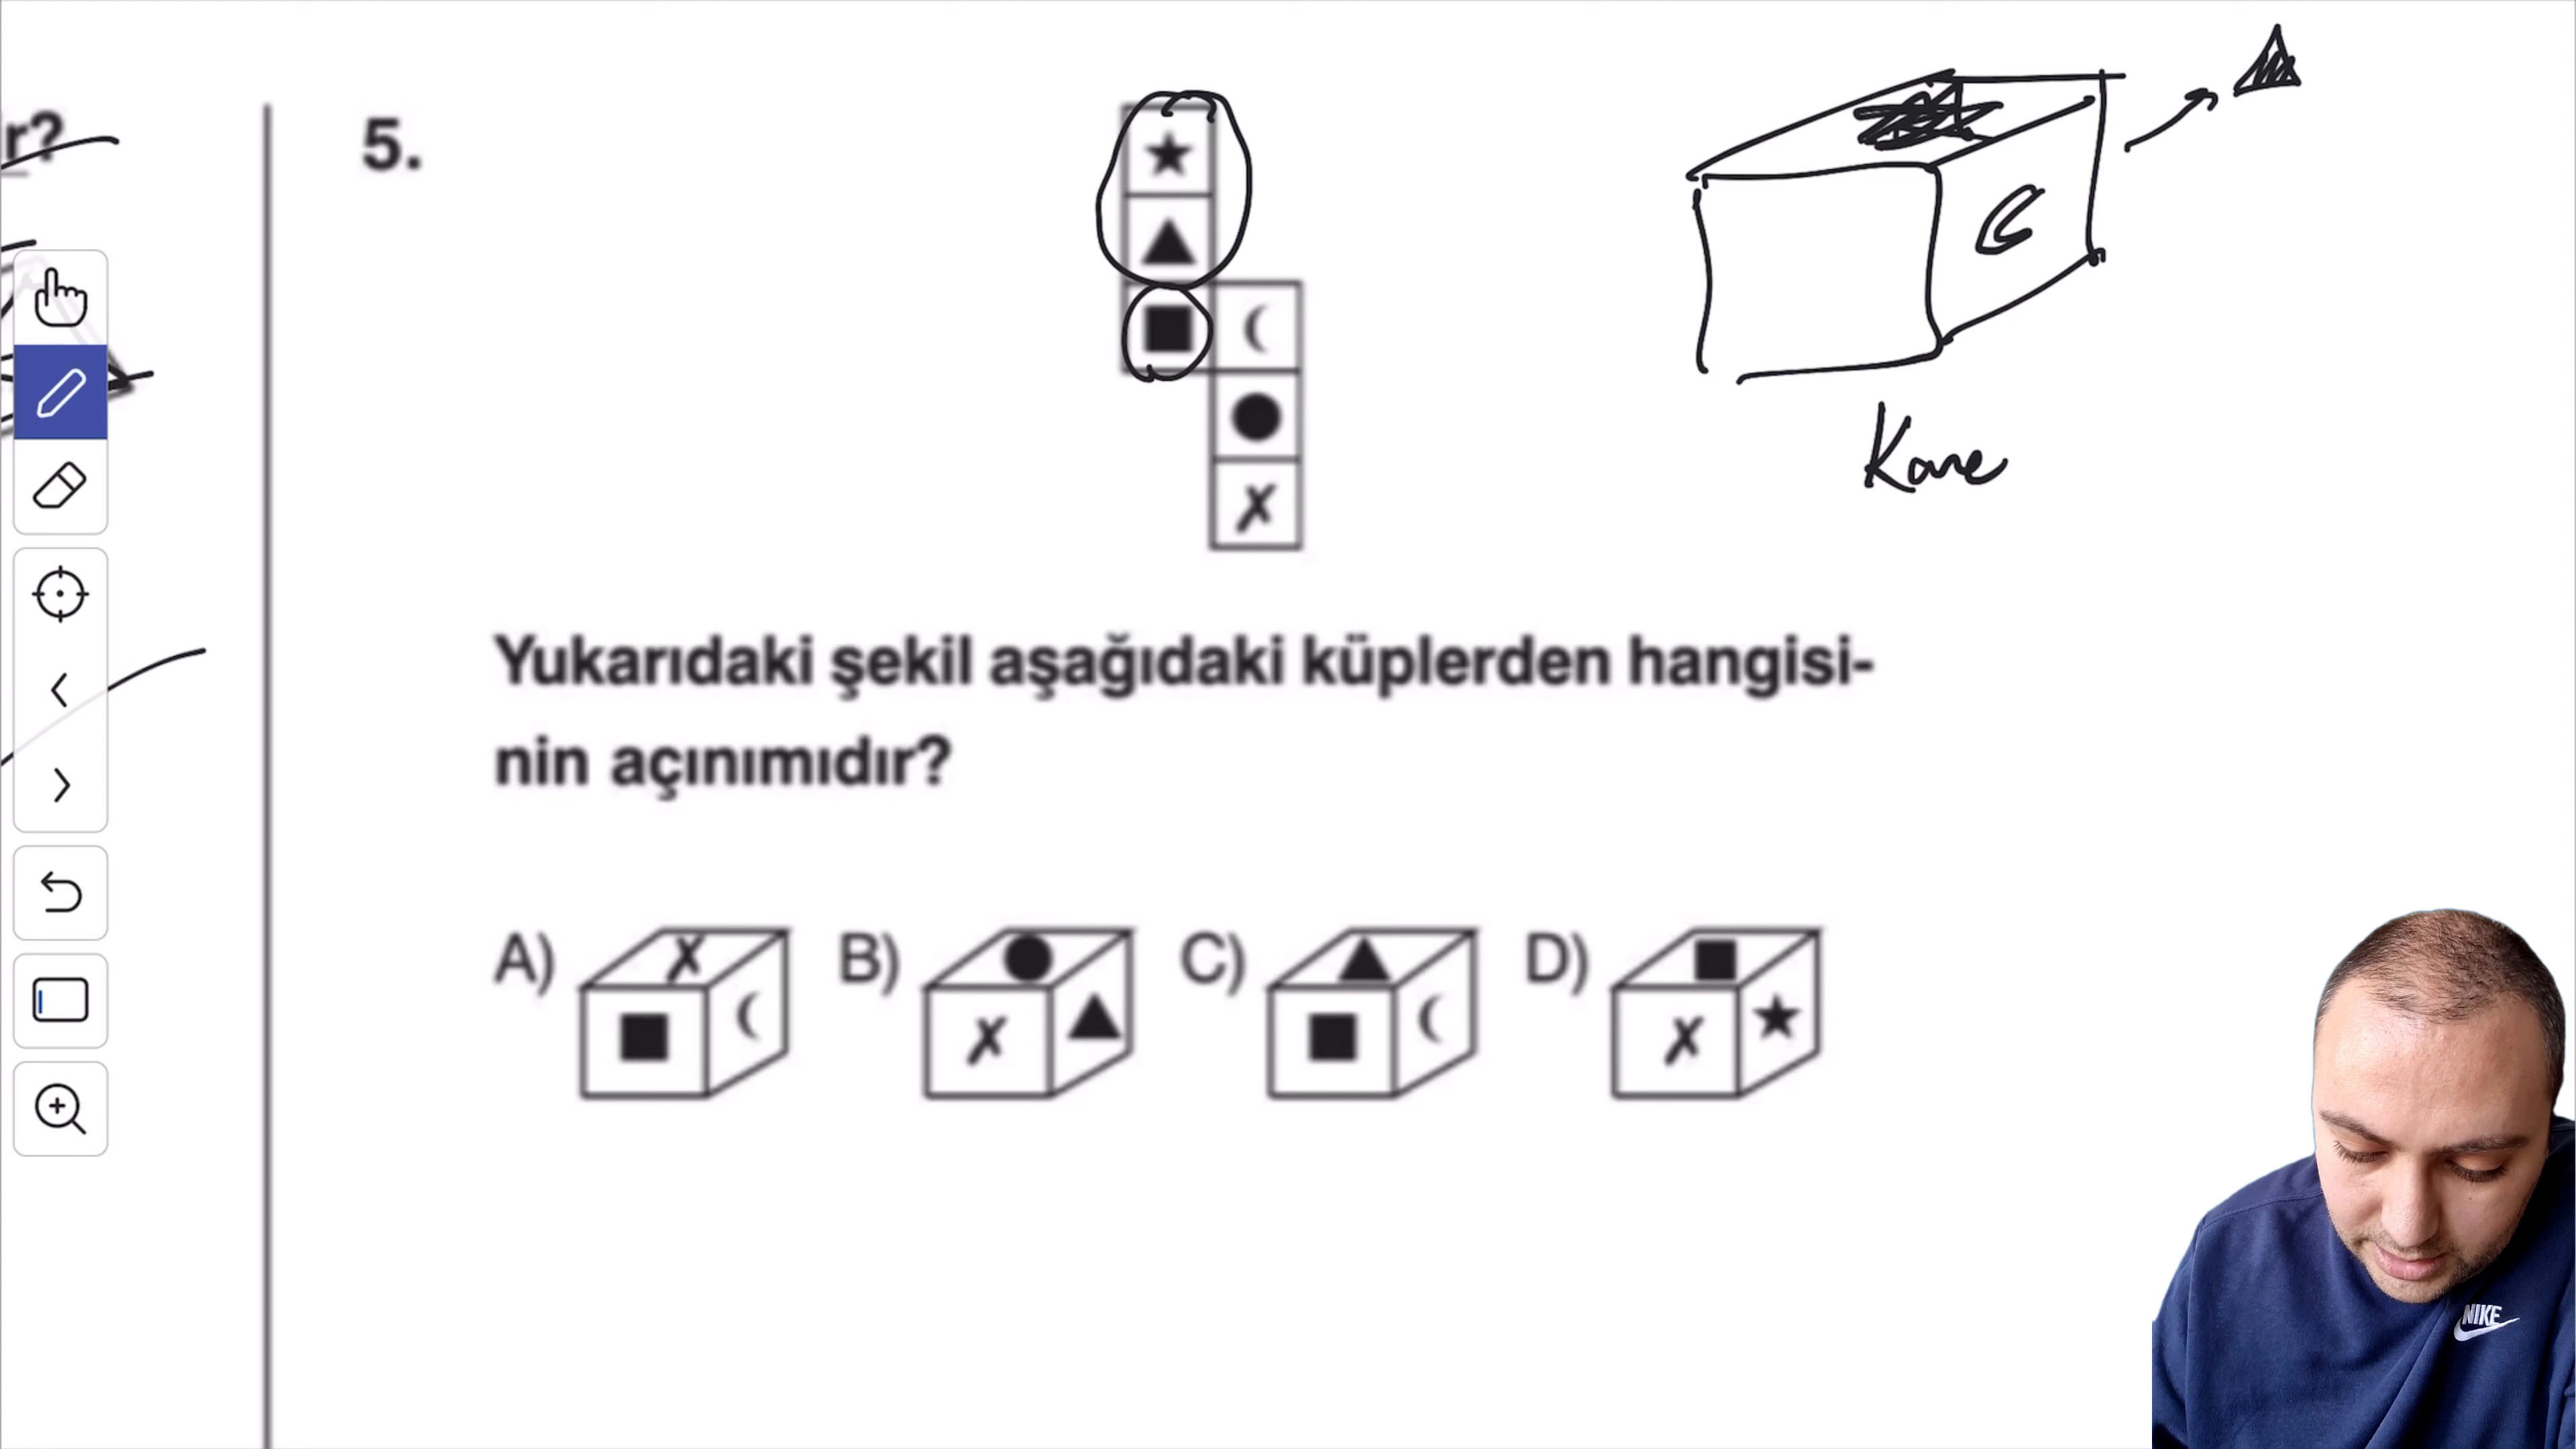 r?
5.
Kare
Yukarıdaki şekil aşağıdaki küplerden hangisi-
nin açınımıdır?
A) B) C) D)
NIKE